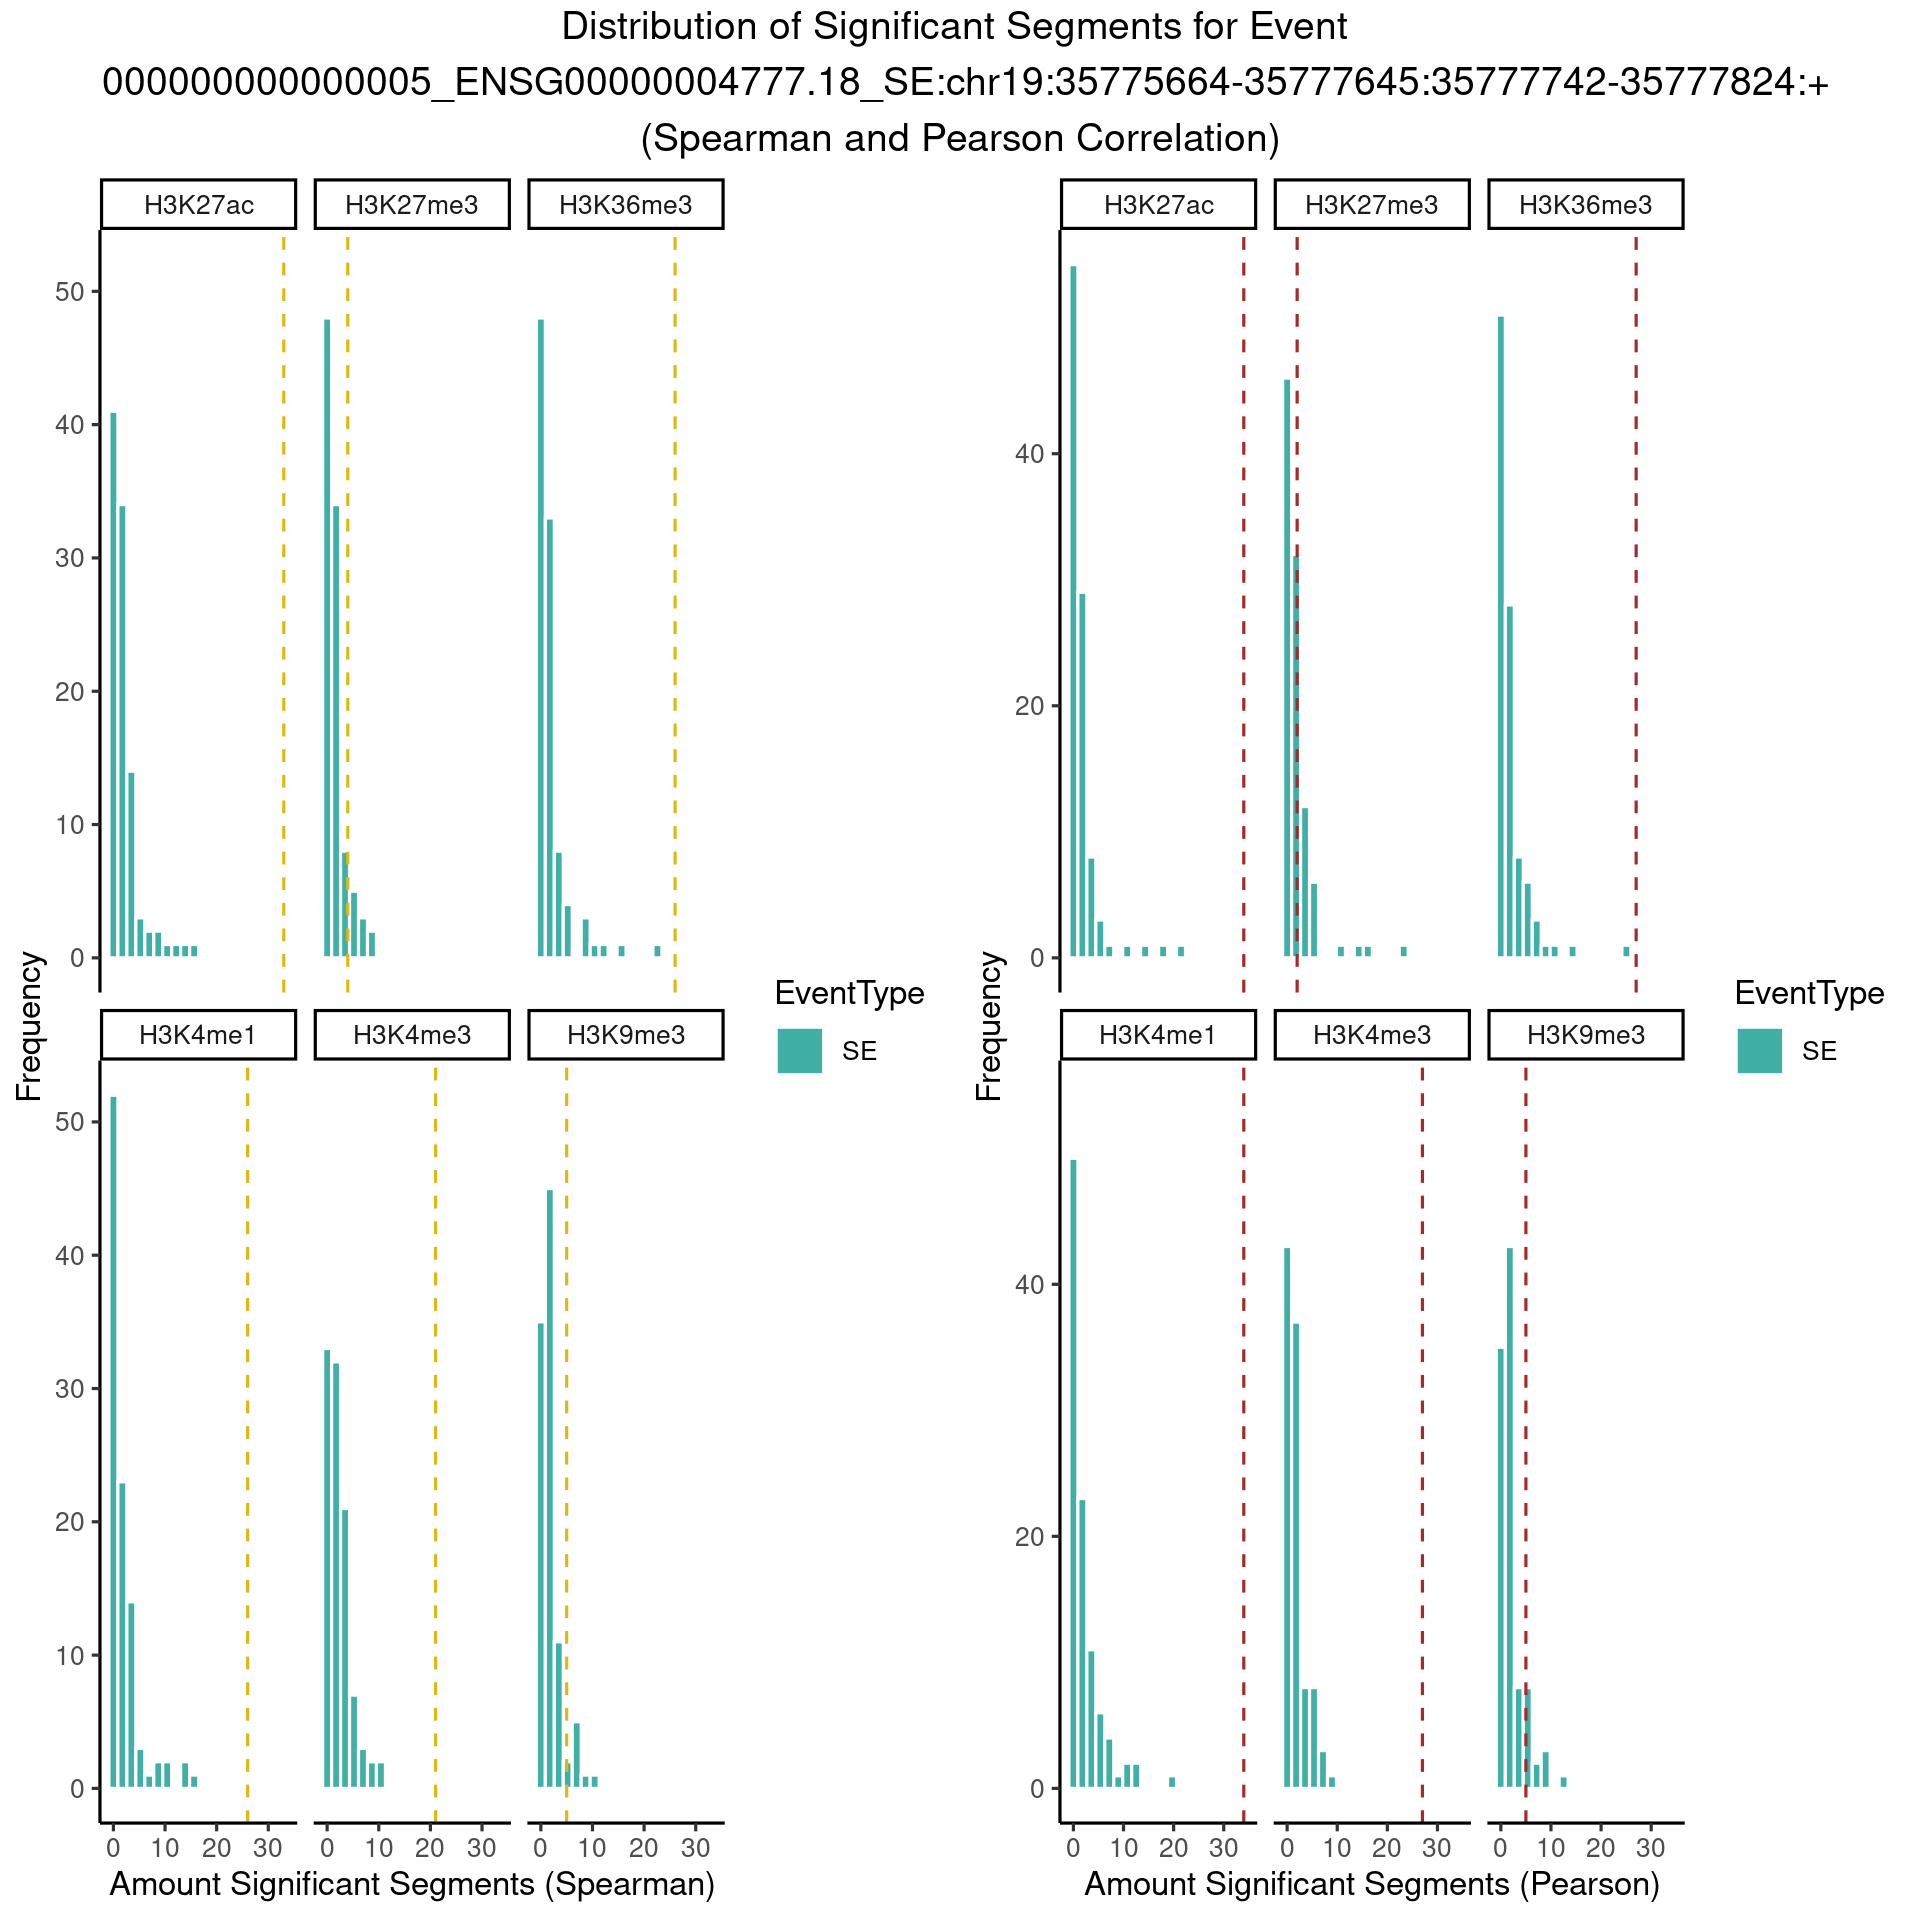 Distribution of Significant Segments for Event
000000000000005_ENSG00000004777.18_SE:chr19:35775664-35777645:35777742-35777824:+
(Spearman and Pearson Correlation)
H3K27ac H3K27me3 H3K36me3
50
40
30
20
10
0
H3K4me1 H3K4me3 H3K9me3
50
40
30
20
10
0
0 10 20 30 0 10 20 30 0 10 20 30
Frequency
Amount Significant Segments (Spearman)
EventType
SE
H3K27ac H3K27me3 H3K36me3
40
20
0
H3K4me1 H3K4me3 H3K9me3
40
20
0
0 10 20 30 0 10 20 30 0 10 20 30
Frequency
Amount Significant Segments (Pearson)
EventType
SE